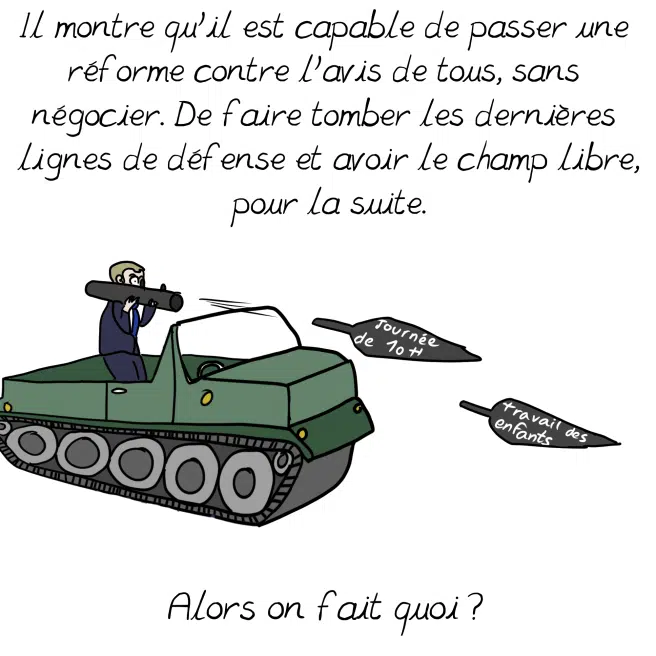 Il montre qu'il est capable de passer une
réforme contre l'avis de tous, sans
négocier. De faire tomber les dernières
lignes de défense et avoir le champ libre,
pour la suite.
Journée
de 10H
travail des
enfants
Alors on fait quoi ?